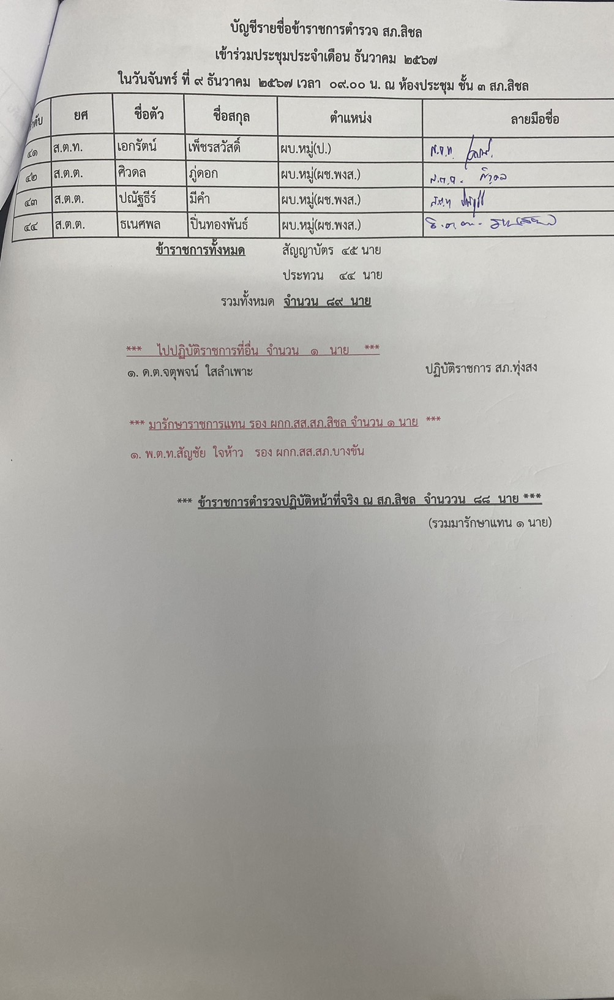 บัญชีรายชื่อข้าราชการตำรวจ สภ.สิชล
เข้าร่วมประชุมประจำเดือน ธันวาคม ๒๕๖๗
ในวันจันทร์ ที่ ๙ ธันวาคม ๒๕๖๗ เวลา ๐๙.๐๐ น. ณ ห้องประชุม ชั้น ๓ สภ.สิชล
ยศ ชื่อตัว ชื่อสกุล ตำแหน่ง ลายมือชื่อ
๔๑ ส.ต.ท. เอกรัตน์ เพ็ชรสวัสดิ์ ผบ.หมู่(ป.) ส.ต.ท.
๔๒ ส.ต.ต. ศิวดล ภู่ดอก ผบ.หมู่(ผช.พงส.) ส.ต.ต. ศิวดล
๔๓ ส.ต.ต. ปณัฐธีร์ มีคำ ผบ.หมู่(ผช.พงส.)
๔๔ ส.ต.ต. ธเนศพล ปิ่นทองพันธ์ ผบ.หมู่(ผช.พงส.)
ข้าราชการทั้งหมด สัญญาบัตร ๔๕ นาย
ประทวน ๔๔ นาย
รวมทั้งหมด จำนวน ๘๙ นาย
*** ไปปฏิบัติราชการที่อื่น จำนวน ๑ นาย ***
๑. ด.ต.จตุพจน์ ใสลำเพาะ ปฏิบัติราชการ สภ.ทุ่งสง
*** มารักษาราชการแทน รอง ผกก.สส.สภ.สิชล จำนวน ๑ นาย ***
๑. พ.ต.ท.สัญชัย ใจห้าว รอง ผกก.สส.สภ.บางขัน
*** ข้าราชการตำรวจปฏิบัติหน้าที่จริง ณ สภ.สิชล จำนววน ๘๘ นาย ***
(รวมมารักษาแทน ๑ นาย)